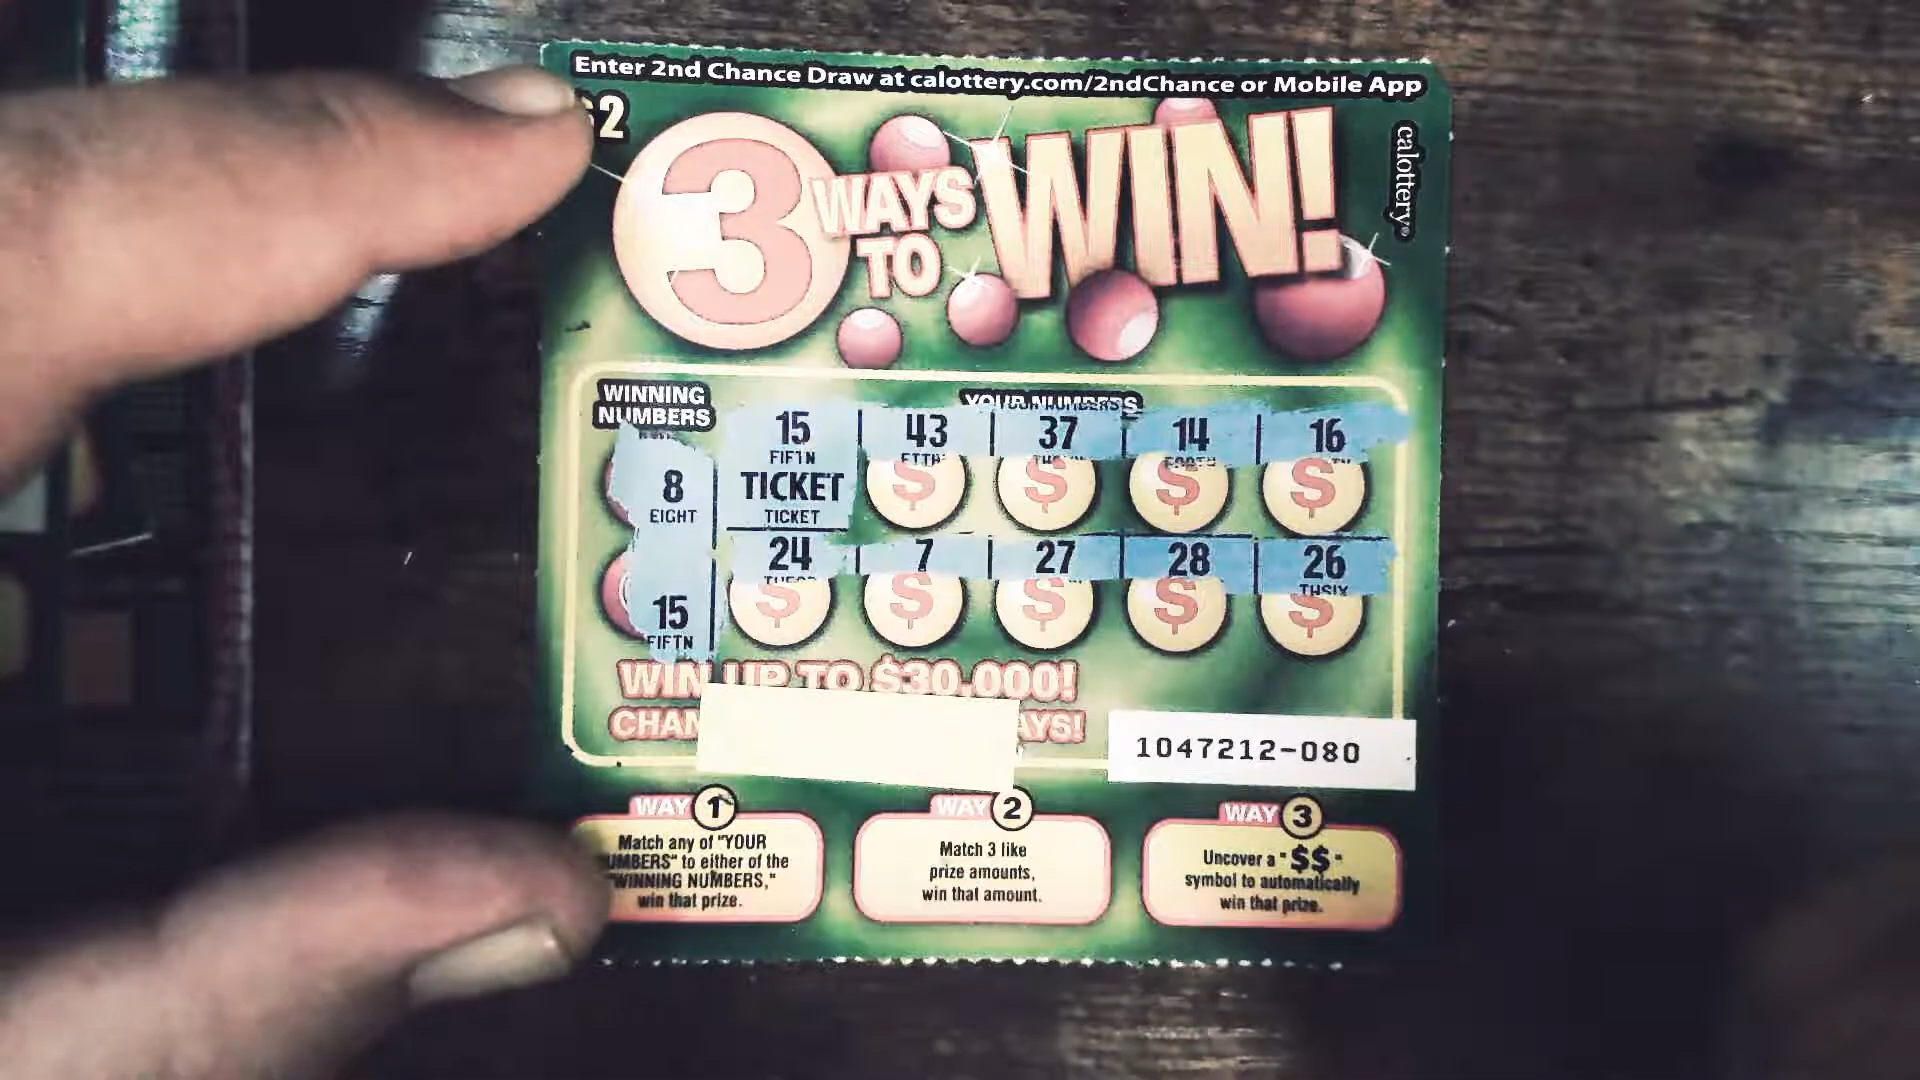 Enter 2nd Chance Draw at calottery.com/2ndChance or Mobile App
$2
3 WAYS TO WIN!
calottery®
WINNING NUMBERS
YOUR NUMBERS
15 43 37 14 16
FIFTN
8 TICKET $ $ $ $
EIGHT TICKET
24 7 27 28 26
THSIX
15 $ $ $ $ $
FIFTN
WIN UP TO $30,000!
1047212-080
WAY 1 WAY 2 WAY 3
Match any of "YOUR
NUMBERS" to either of the
"WINNING NUMBERS,"
win that prize.
Match 3 like
prize amounts,
win that amount.
Uncover a "$$"
symbol to automatically
win that prize.